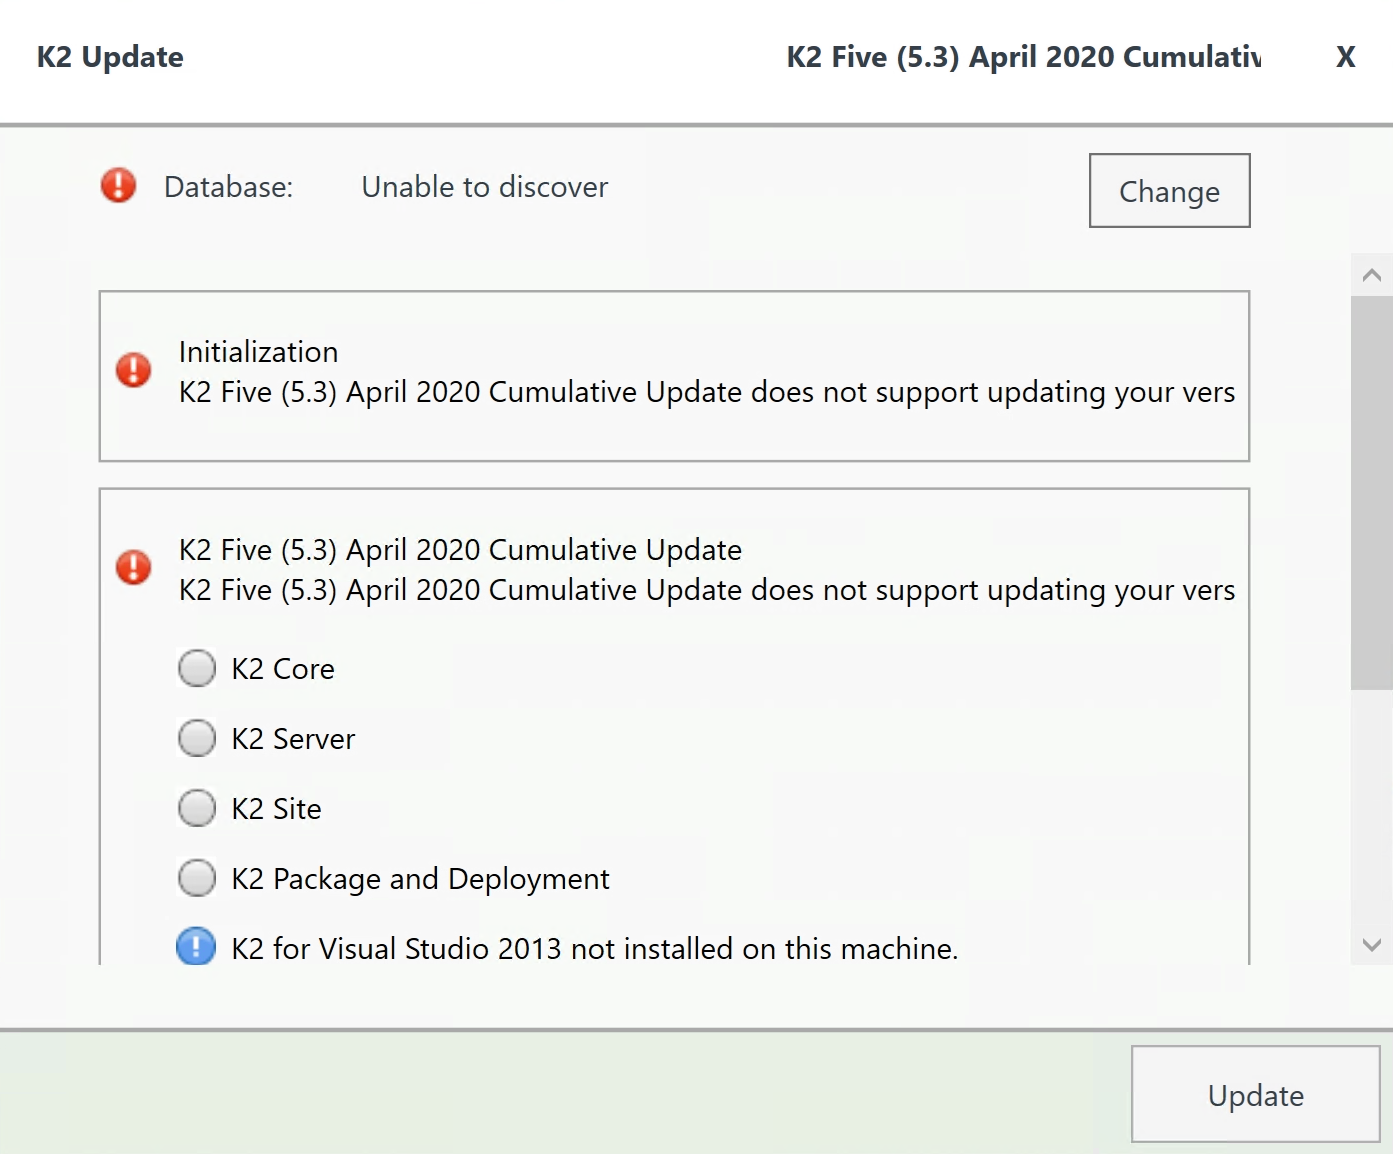 K2 Update
K2 Five (5.3) April 2020 Cumulativ
X
Database:
Unable to discover
Change
Initialization
K2 Five (5.3) April 2020 Cumulative Update does not support updating your vers
K2 Five (5.3) April 2020 Cumulative Update
K2 Five (5.3) April 2020 Cumulative Update does not support updating your vers
K2 Core
K2 Server
K2 Site
K2 Package and Deployment
K2 for Visual Studio 2013 not installed on this machine.
Update